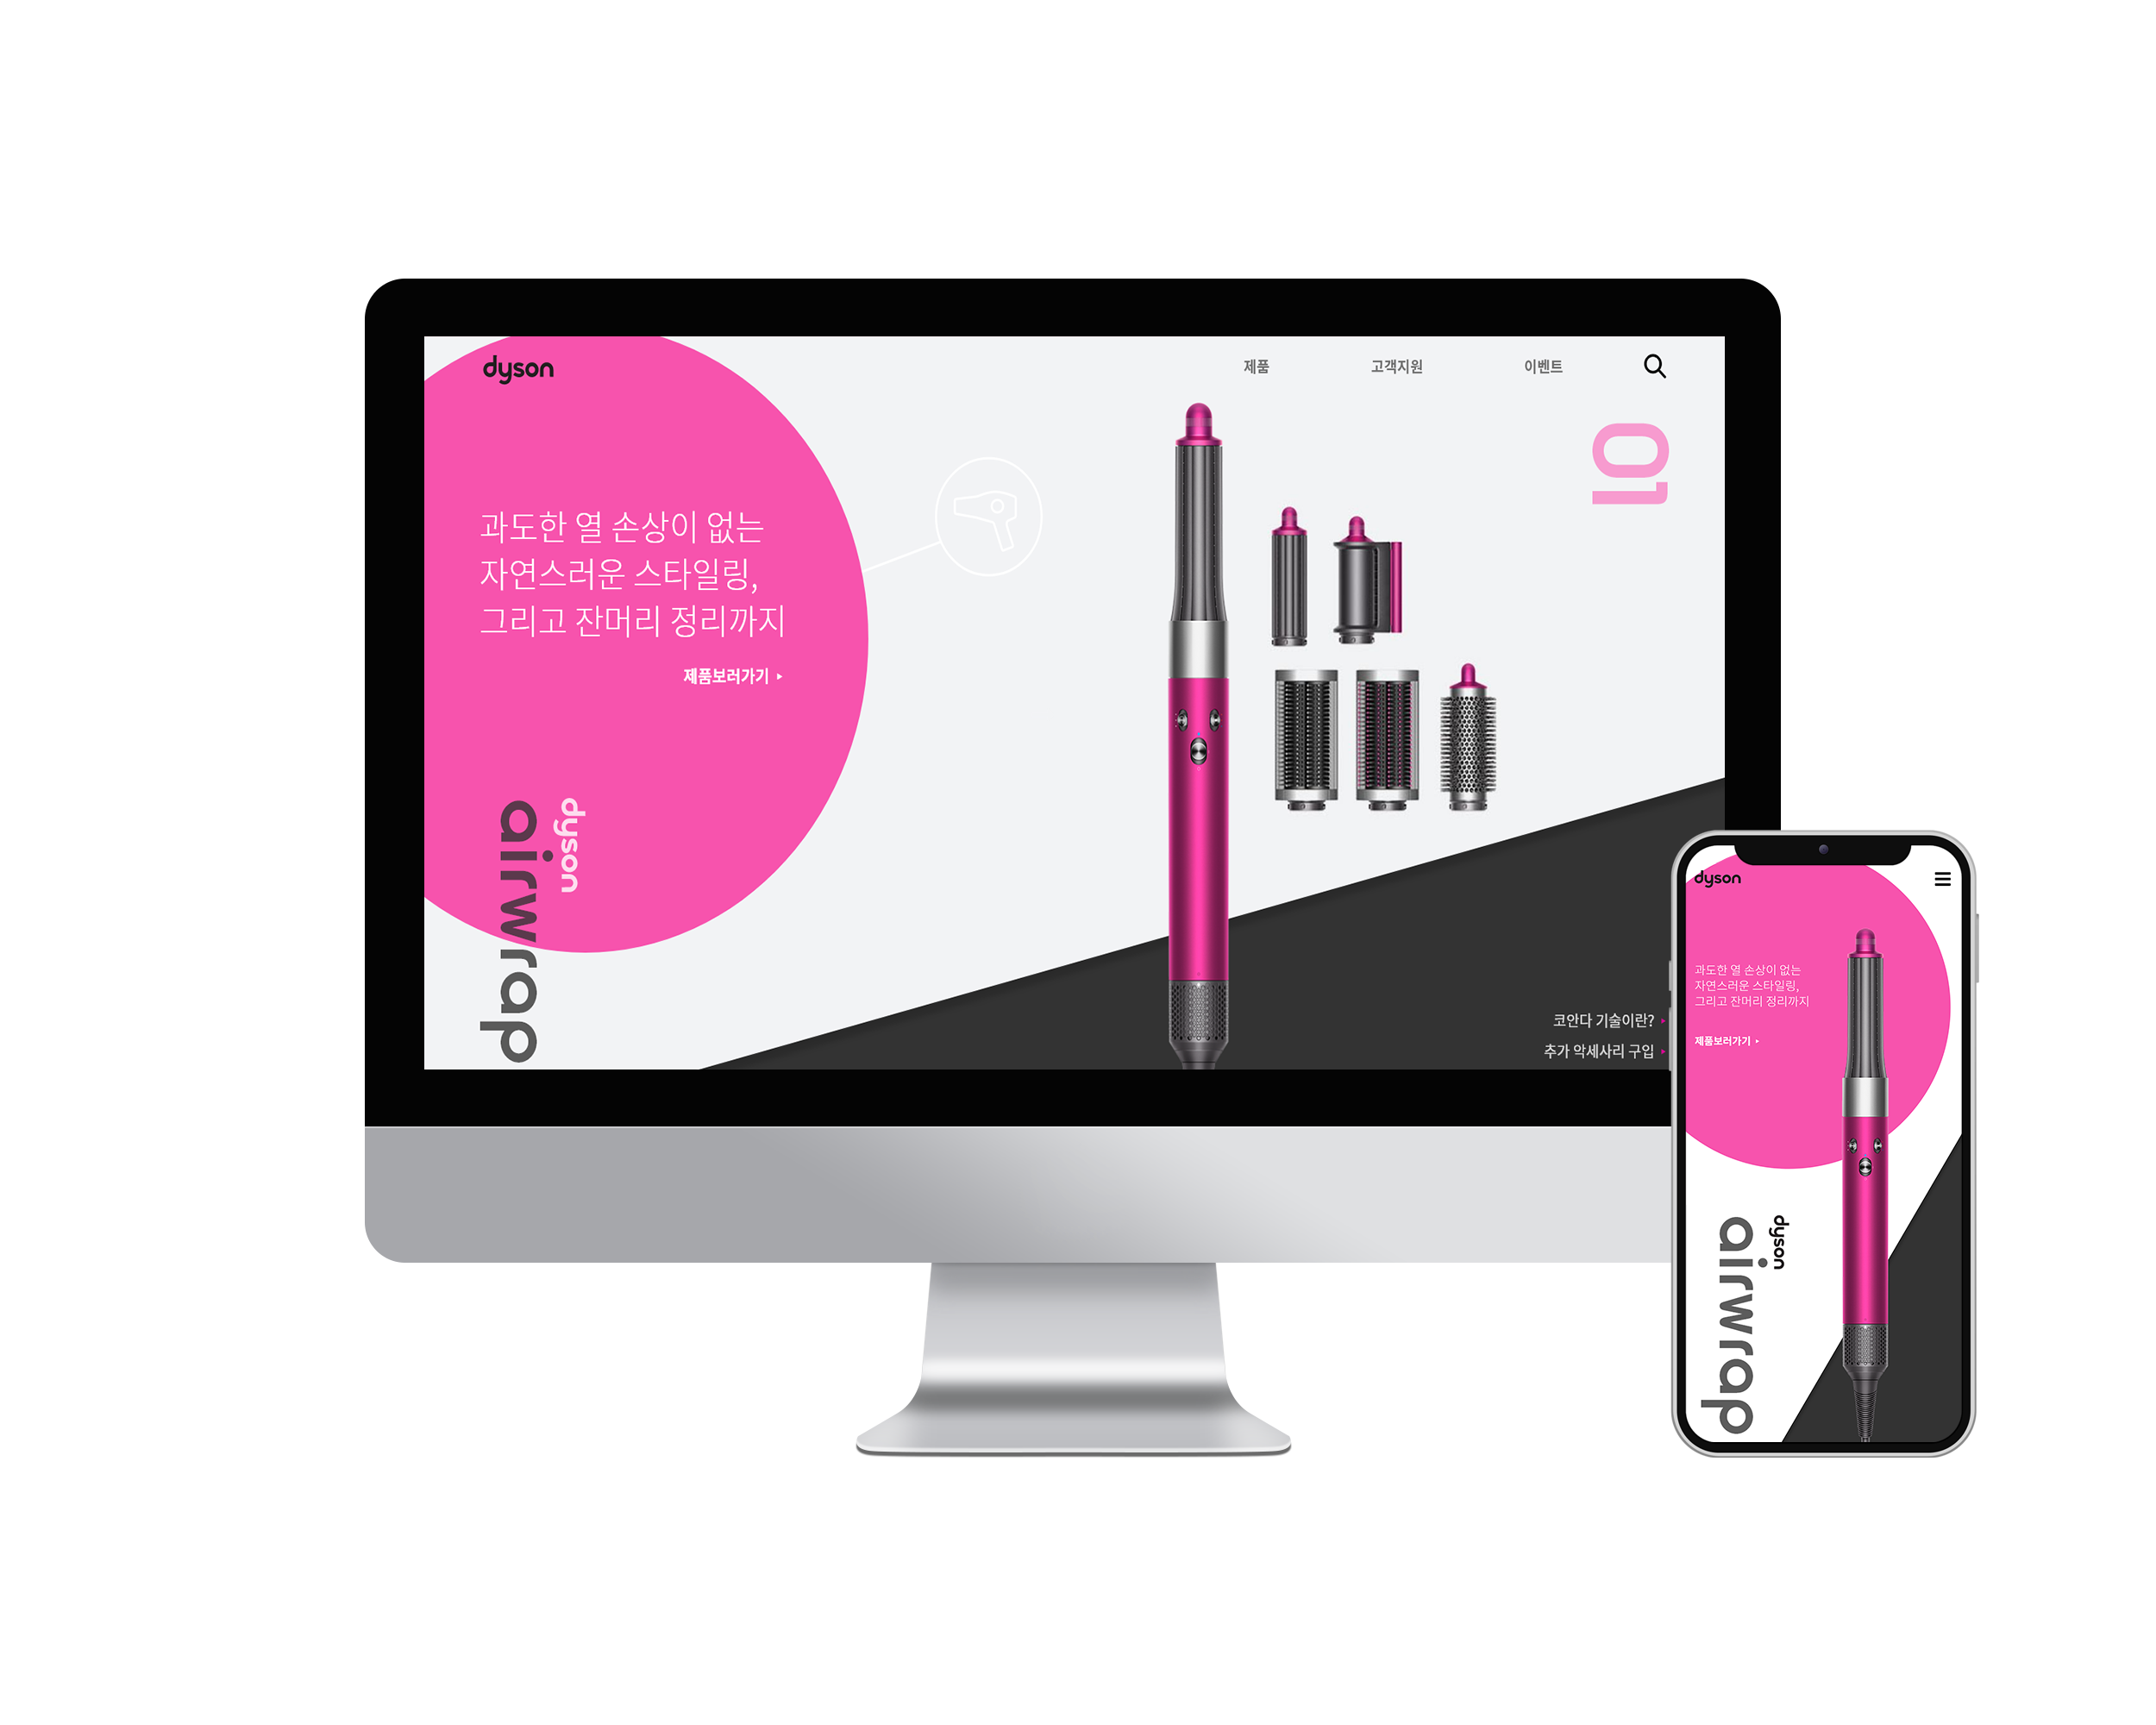 dyson
제품
고객지원
이벤트
01
과도한 열 손상이 없는
자연스러운 스타일링,
그리고 잔머리 정리까지
제품보러가기
dyson
airwrap
코안다 기술이란?
추가 악세사리 구입
dyson
과도한 열 손상이 없는
자연스러운 스타일링,
그리고 잔머리 정리까지
제품보러가기
dyson
airwrap